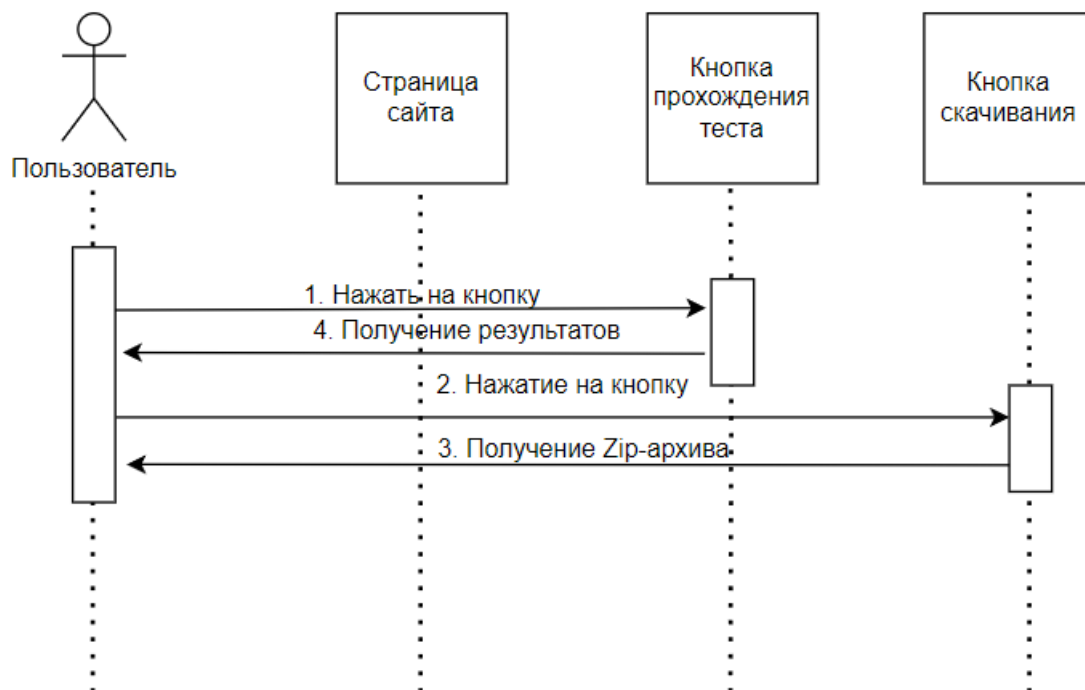 Пользователь
Страница
сайта
Кнопка
прохождения
теста
Кнопка
скачивания
1. Нажать на кнопку
4. Получение результатов
2. Нажатие на кнопку
3. Получение Zip-архива